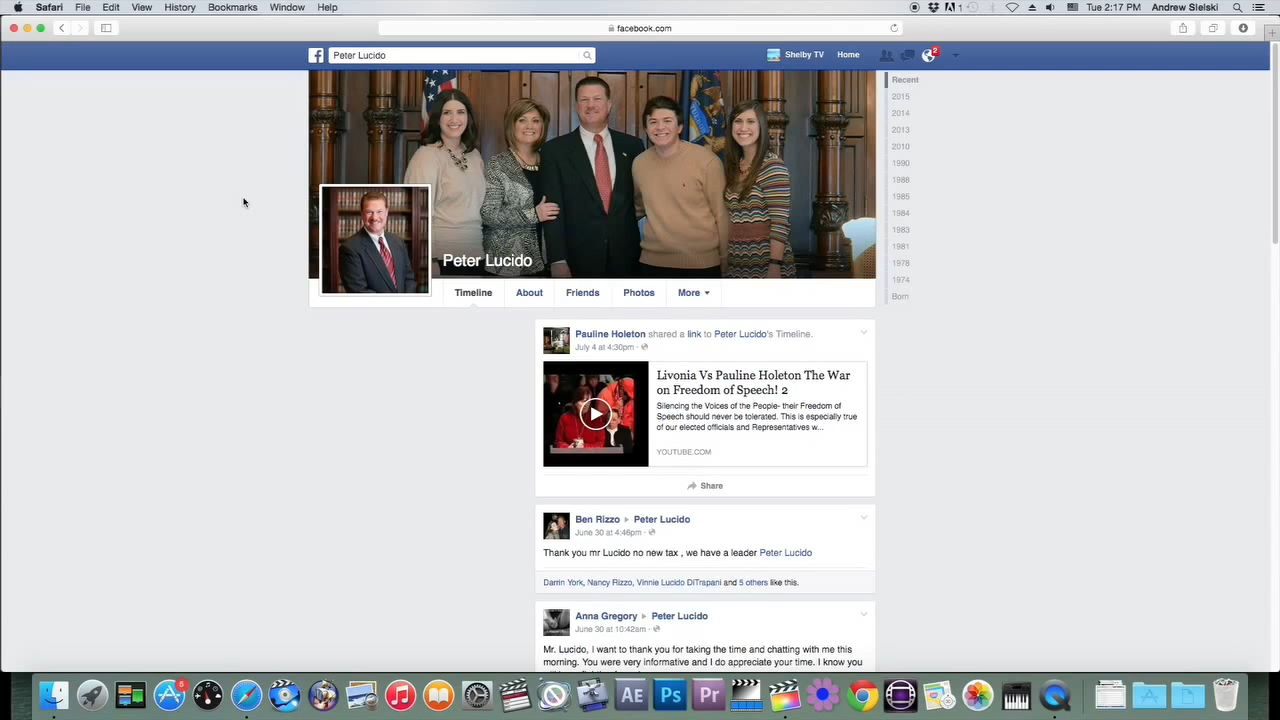 Safari File Edit View History Bookmarks Window Help
1 Tue 2:17 PM Andrew Sielski
facebook.com
Peter Lucido
Shelby TV Home 2
Peter Lucido
Timeline About Friends Photos More
Recent
2015
2014
2013
2010
1990
1986
1985
1984
1983
1981
1978
1974
Born
Pauline Holeton shared a link to Peter Lucido's Timeline.
July 4 at 4:30pm ·
Livonia Vs Pauline Holeton The War
on Freedom of Speech! 2
Silencing the Voices of the People- their Freedom of
Speech should never be tolerated. This is especially true
of our elected officials and Representatives w...
YOUTUBE.COM
Share
Ben Rizzo Peter Lucido
June 30 at 4:46pm ·
Thank you mr Lucido no new tax , we have a leader Peter Lucido
Darrin York, Nancy Rizzo, Vinnie Lucido DiTrapani and 5 others like this.
Anna Gregory Peter Lucido
June 30 at 10:42am ·
Mr. Lucido, I want to thank you for taking the time and chatting with me this
morning. You were very informative and I do appreciate your time. I know you
AE Ps Pr